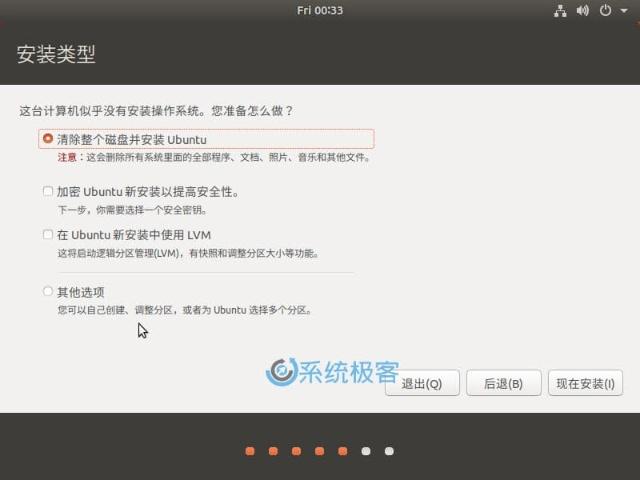 Fri 00:33
安装类型
这台计算机似乎没有安装操作系统。您准备怎么做？
清除整个磁盘并安装 Ubuntu
注意：这会删除所有系统里面的全部程序、文档、照片、音乐和其他文件。
加密 Ubuntu 新安装以提高安全性。
下一步，你需要选择一个安全密钥。
在 Ubuntu 新安装中使用 LVM
这将启动逻辑分区管理(LVM)，有快照和调整分区大小等功能。
其他选项
您可以自己创建、调整分区，或者为 Ubuntu 选择多个分区。
系统极客
退出(Q) 后退(B) 现在安装(I)